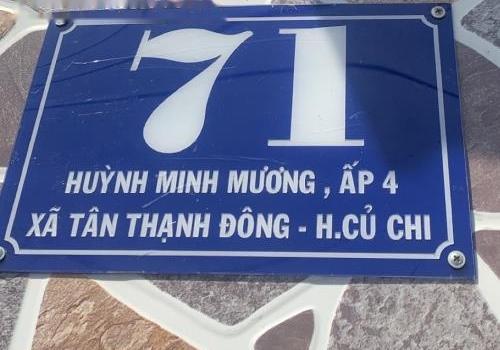 71
HUỲNH MINH MƯƠNG , ẤP 4
XÃ TÂN THẠNH ĐÔNG - H.CỦ CHI